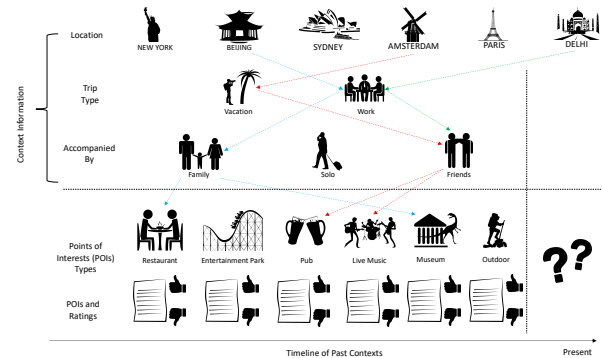 Location
NEW YORK
BEIJING
SYDNEY
AMSTERDAM
PARIS
DELHI
Context Information
Trip
Type
Vacation
Work
Accompanied
By
Family
Solo
Friends
Points of
Interests (POIs)
Types
Restaurant
Entertainment Park
Pub
Live Music
Museum
Outdoor
??
POIs and
Ratings
Timeline of Past Contexts
Present